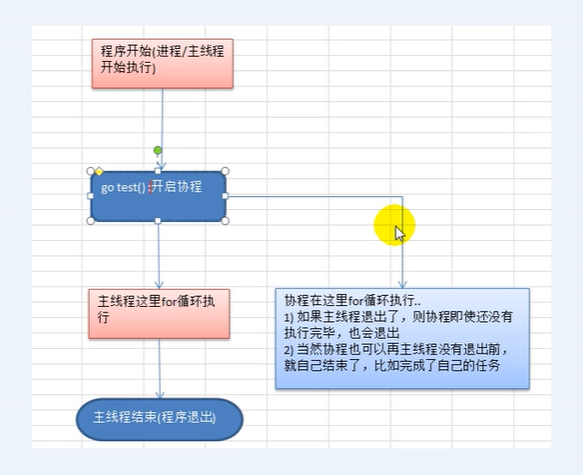 程序开始(进程/主线程
开始执行)
go test() 开启协程
主线程这里for循环执
行
协程在这里for循环执行..
1) 如果主线程退出了，则协程即使还没有
执行完毕，也会退出
2) 当然协程也可以再主线程没有退出前，
就自己结束了，比如完成了自己的任务
主线程结束(程序退出)